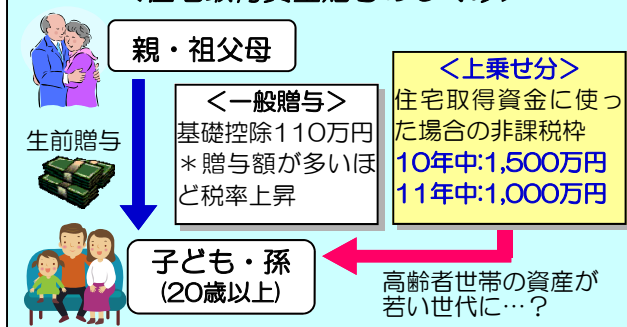 親・祖父母
生前贈与
＜一般贈与＞
基礎控除110万円
＊贈与額が多いほ
ど税率上昇
＜上乗せ分＞
住宅取得資金に使っ
た場合の非課税枠
10年中:1,500万円
11年中:1,000万円
子ども・孫
(20歳以上)
高齢者世帯の資産が
若い世代に…？